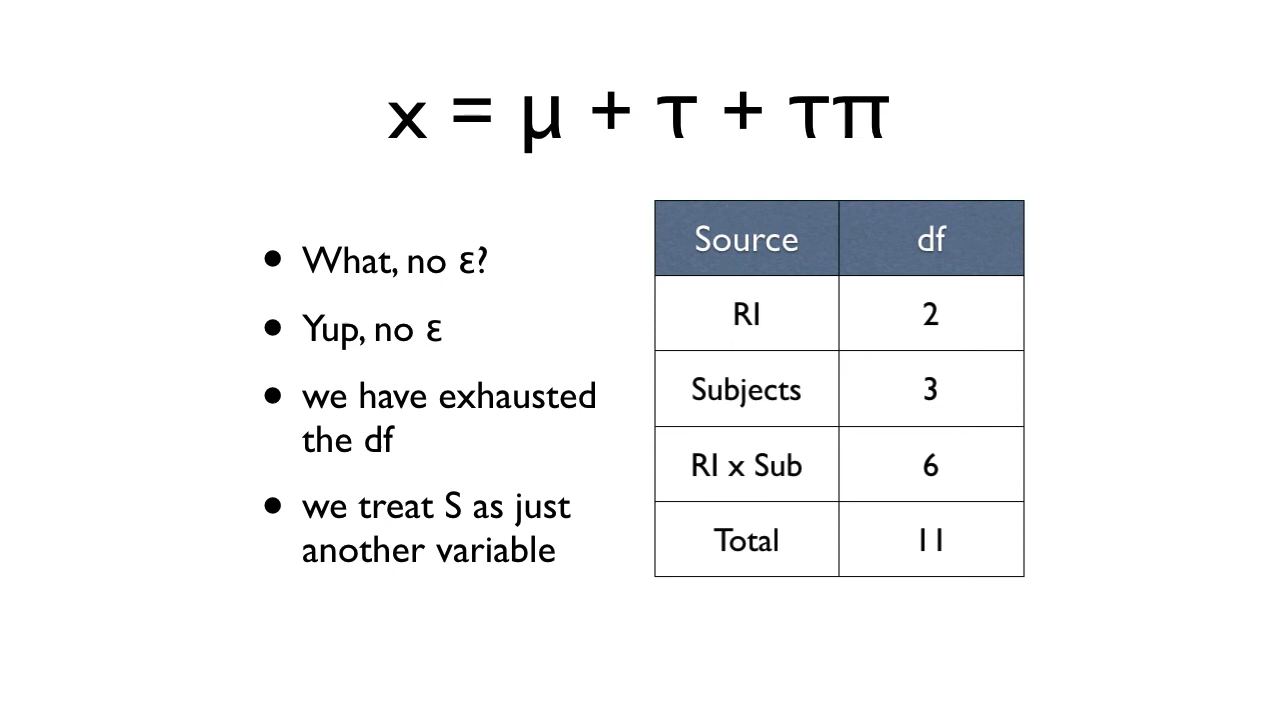 x = μ + τ + τπ
• What, no ε?
• Yup, no ε
• we have exhausted
the df
• we treat S as just
another variable
Source df
RI 2
Subjects 3
RI x Sub 6
Total 11